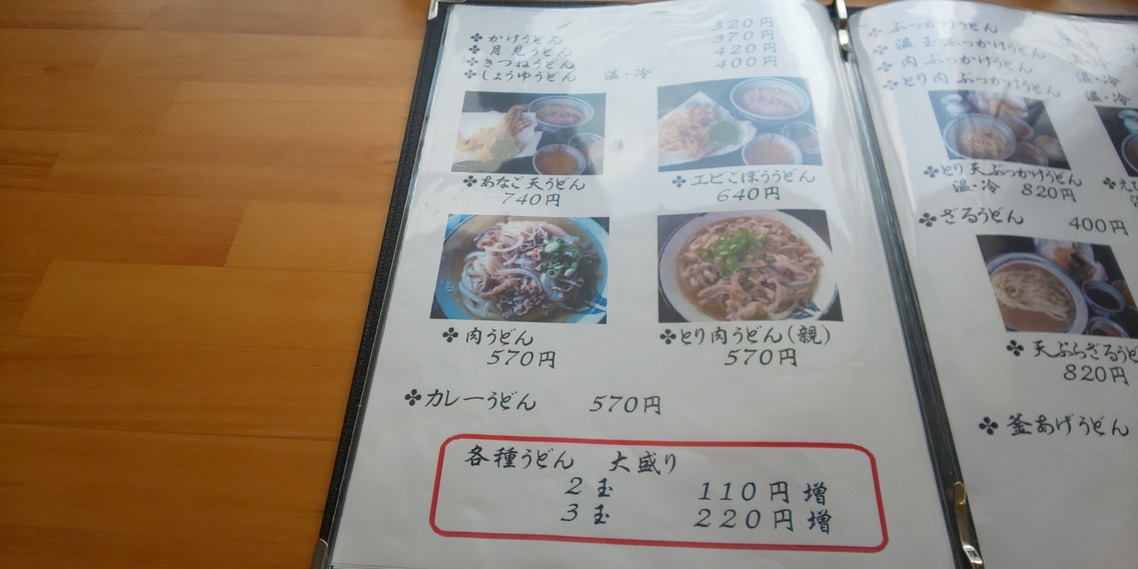 かけうどん 320円
月見うどん 370円
きつねうどん 420円
しょうゆうどん 温・冷 400円
あなご天うどん
740円
エビごぼううどん
640円
肉うどん
570円
とり肉うどん(親)
570円
カレーうどん 570円
各種うどん 大盛り
2玉 110円増
3玉 220円増
ぶっかけうどん
温玉ぶっかけうどん
肉ぶっかけうどん 温・冷
とり肉ぶっかけうどん 温・冷
とり天ぶっかけうどん
温・冷 820円
ざるうどん 400円
天ぷらざるうど
820円
釜あげうどん